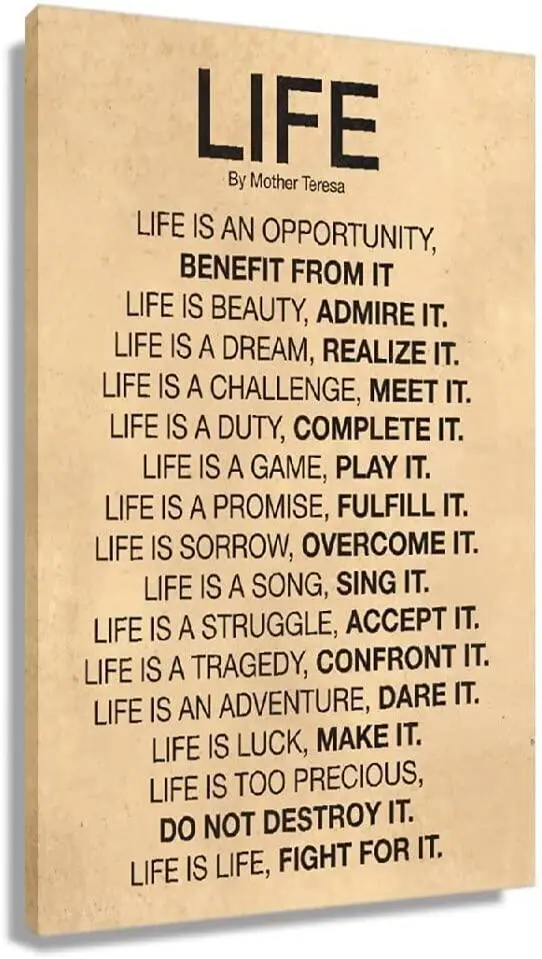 LIFE
By Mother Teresa
LIFE IS AN OPPORTUNITY,
BENEFIT FROM IT
LIFE IS BEAUTY, ADMIRE IT.
LIFE IS A DREAM, REALIZE IT.
LIFE IS A CHALLENGE, MEET IT.
LIFE IS A DUTY, COMPLETE IT.
LIFE IS A GAME, PLAY IT.
LIFE IS A PROMISE, FULFILL IT.
LIFE IS SORROW, OVERCOME IT.
LIFE IS A SONG, SING IT.
LIFE IS A STRUGGLE, ACCEPT IT.
LIFE IS A TRAGEDY, CONFRONT IT.
LIFE IS AN ADVENTURE, DARE IT.
LIFE IS LUCK, MAKE IT.
LIFE IS TOO PRECIOUS,
DO NOT DESTROY IT.
LIFE IS LIFE, FIGHT FOR IT.